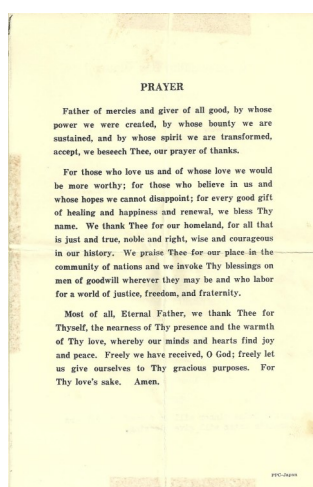 PRAYER
Father of mercies and giver of all good, by whose
power we were created, by whose bounty we are
sustained, and by whose spirit we are transformed,
accept, we beseech Thee, our prayer of thanks.
For those who love us and of whose love we would
be more worthy; for those who believe in us and
whose hopes we cannot disappoint; for every good gift
of healing and happiness and renewal, we bless Thy
name. We thank Thee for our homeland, for all that
is just and true, noble and right, wise and courageous
in our history. We praise Thee for our place in the
community of nations and we invoke Thy blessings on
men of goodwill wherever they may be and who labor
for a world of justice, freedom, and fraternity.
Most of all, Eternal Father, we thank Thee for
Thyself, the nearness of Thy presence and the warmth
of Thy love, whereby our minds and hearts find joy
and peace. Freely we have received, O God; freely let
us give ourselves to Thy gracious purposes. For
Thy love's sake. Amen.
PPC-Japan